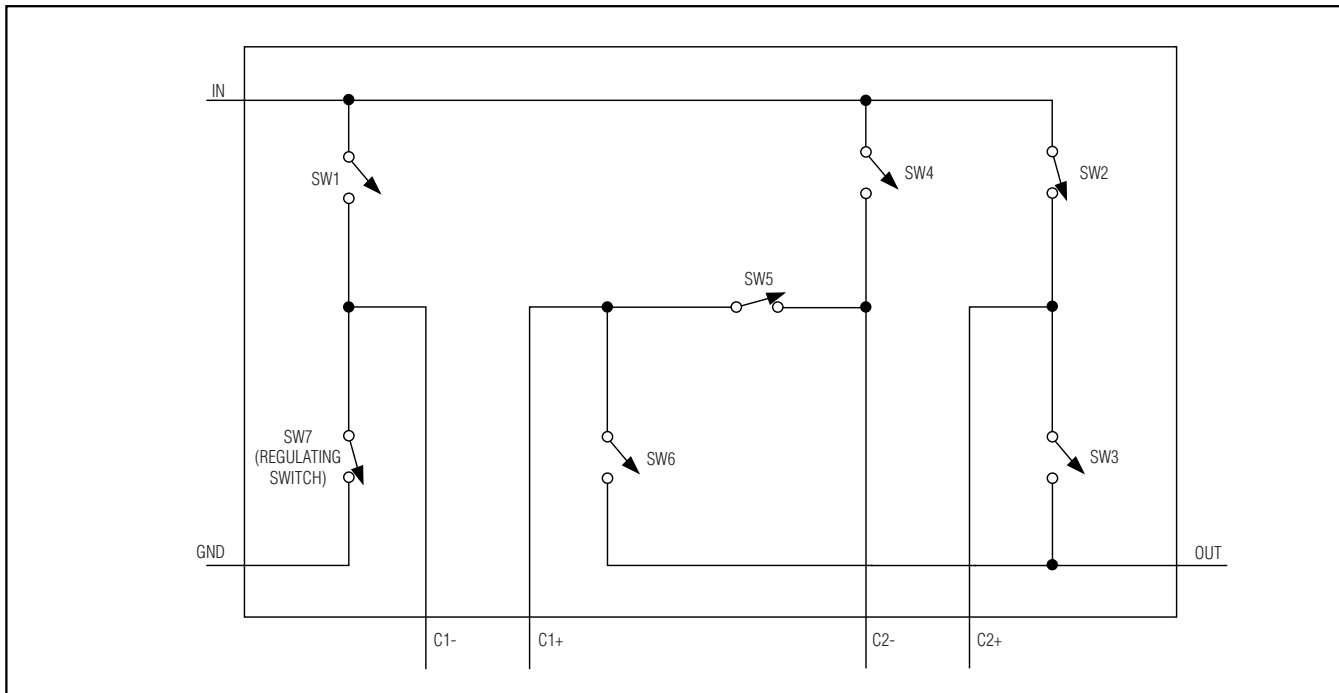 IN
SW1
SW4
SW2
SW5
SW7
(REGULATING
SWITCH)
SW6
SW3
GND
OUT
C1-
C1+
C2-
C2+